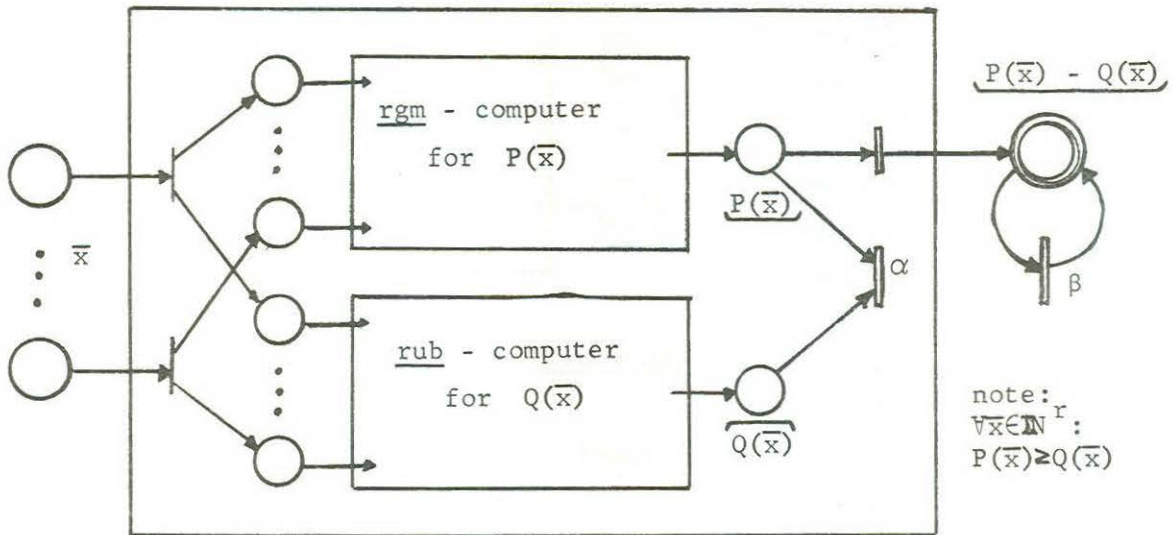 rgm - computer
for P(x̅)
P(x̅)
P(x̅) - Q(x̅)
x̅
α
β
rub - computer
for Q(x̅)
Q(x̅)
note:
∀x̅∈ℕ r:
P(x̅)≥Q(x̅)